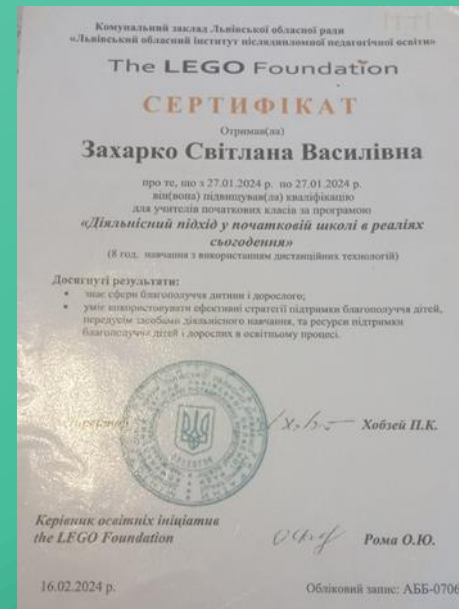 Комунальний заклад Львівської обласної ради
«Львівський обласний інститут післядипломної педагогічної освіти»
The LEGO Foundation
СЕРТИФІКАТ
Отримав(ла)
Захарко Світлана Василівна
про те, що з 27.01.2024 р. по 27.01.2024 р.
він(вона) підвищував(ла) кваліфікацію
для учителів початкових класів за програмою
«Діяльнісний підхід у початковій школі в реаліях
сьогодення»
(8 год. навчання з використанням дистанційних технологій)
Досягнуті результати:
• знає сфери благополуччя дитини і дорослого;
• уміє використовувати ефективні стратегії підтримки благополуччя дітей,
передусім засобами діяльнісного навчання, та ресурси підтримки
благополуччя дітей і дорослих в освітньому процесі.
Хобзей П.К.
Керівник освітніх ініціатив
the LEGO Foundation
Рома О.Ю.
16.02.2024 р.
Обліковий запис: АББ-0706